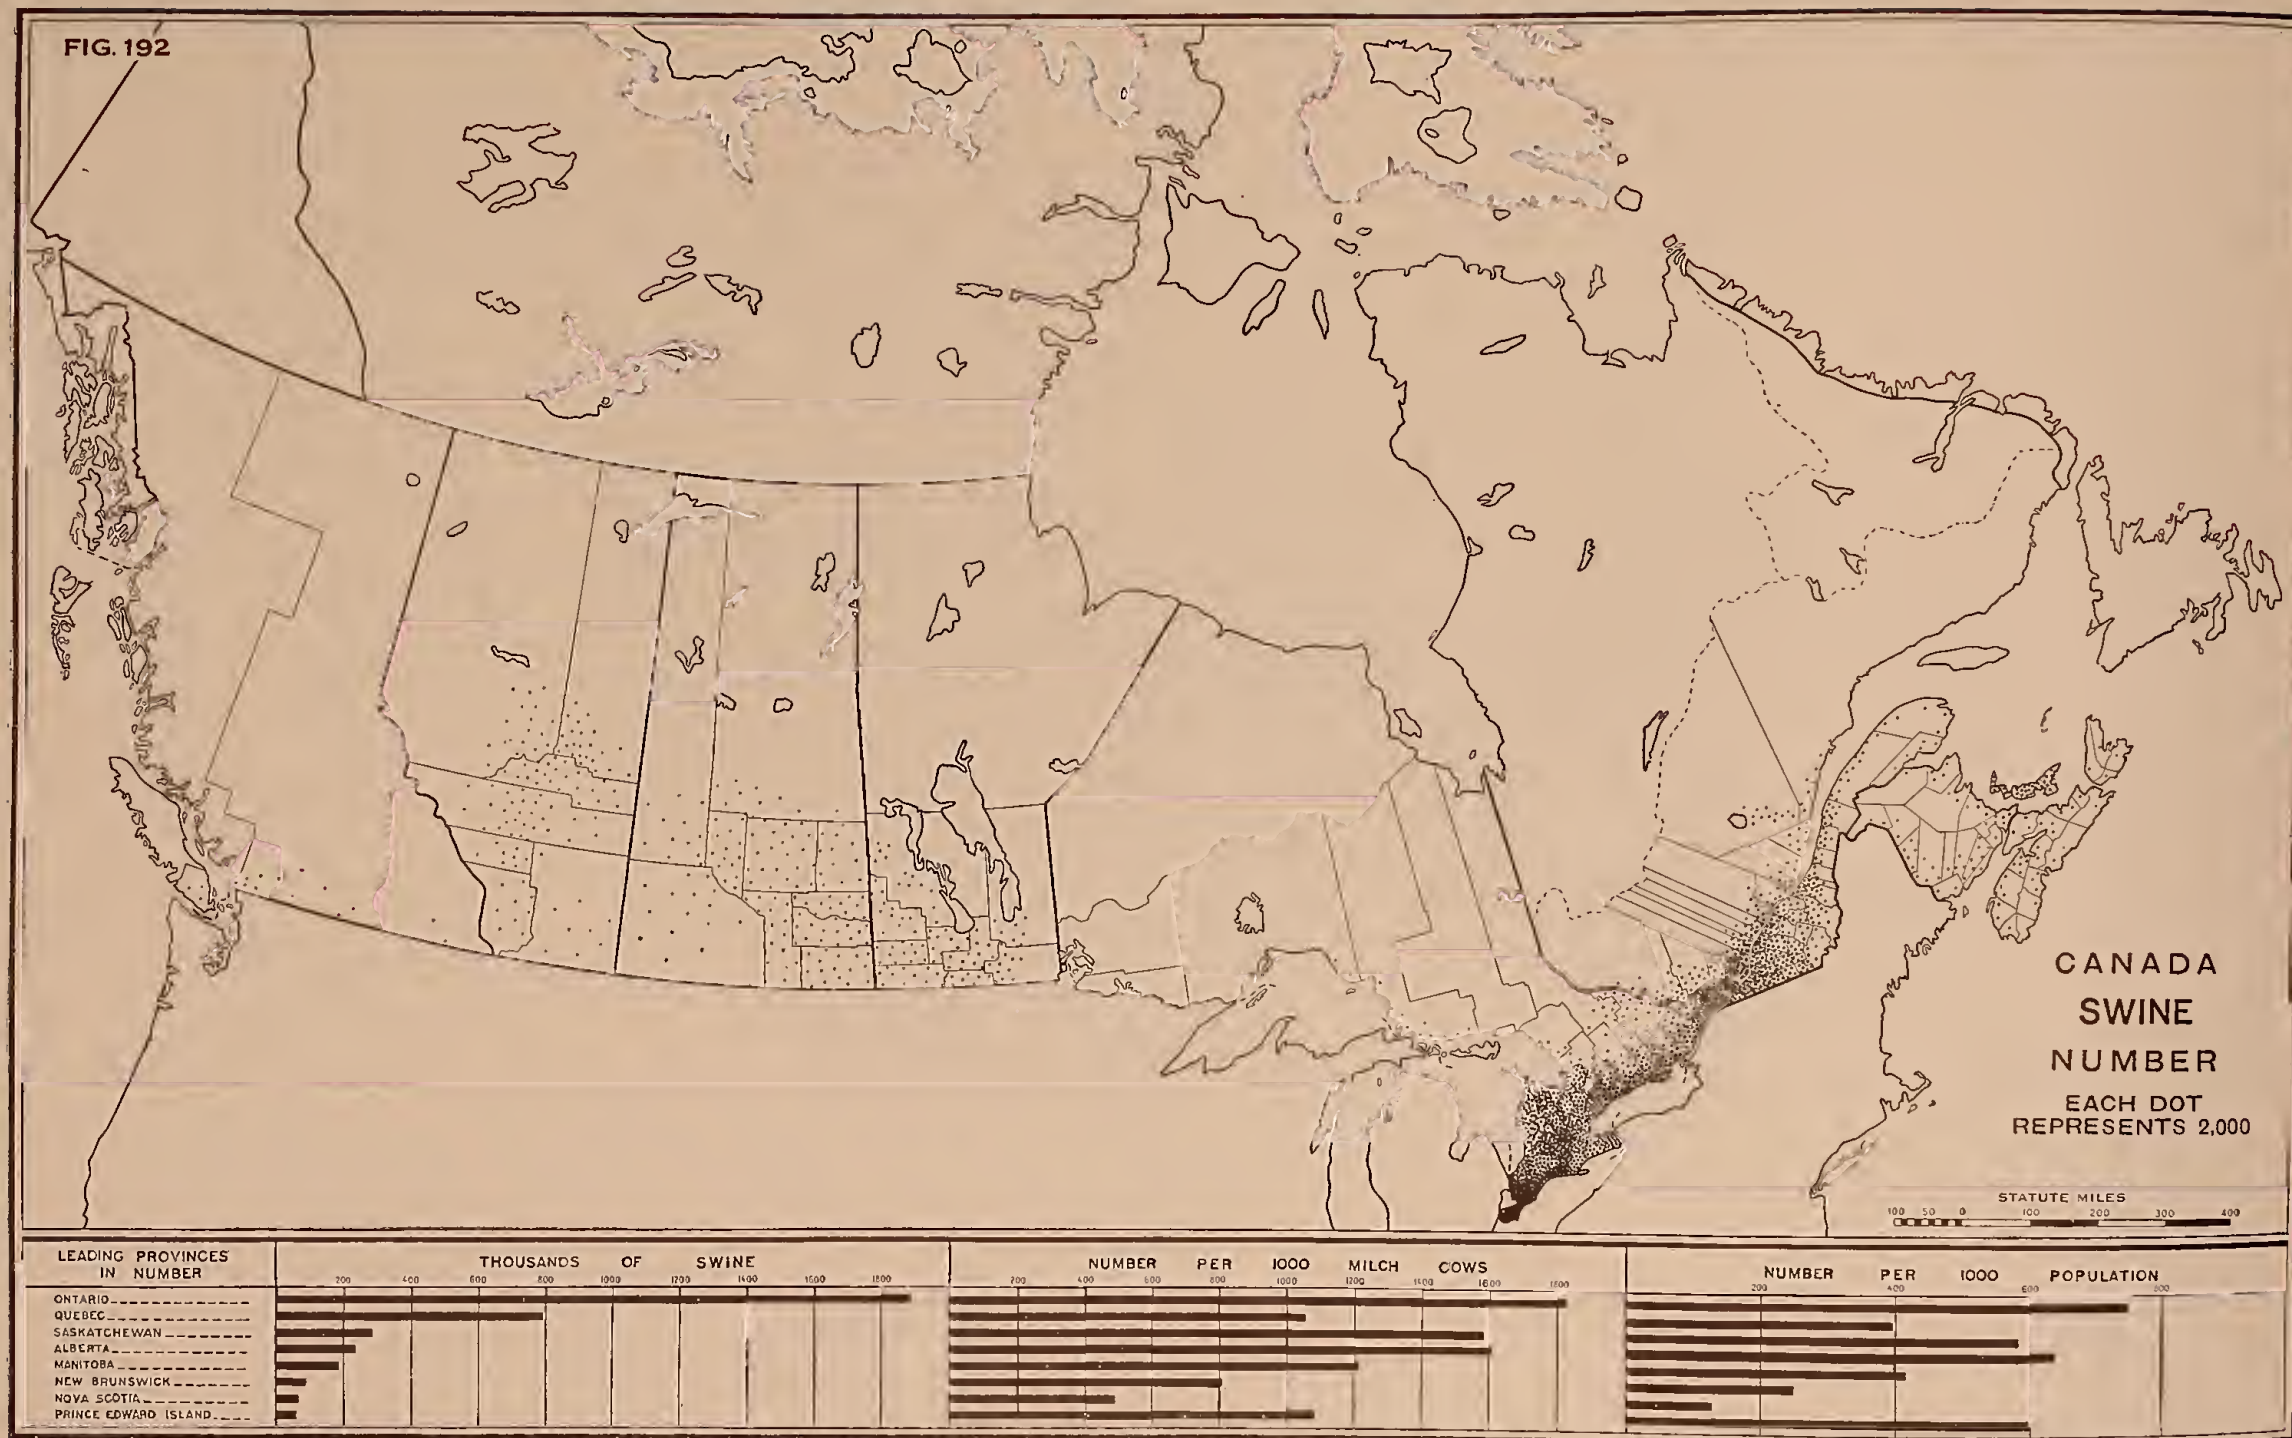 FIG. 192
CANADA
SWINE
NUMBER
EACH DOT
REPRESENTS 2,000
STATUTE MILES
100 50 0 100 200 300 400
LEADING PROVINCES
IN NUMBER
THOUSANDS OF SWINE
200 400 600 800 1000 1200 1400 1600 1800
NUMBER PER 1000 MILCH COWS
200 400 600 800 1000 1200 1400 1600 1800
NUMBER PER 1000 POPULATION
200 400 600 800
ONTARIO
QUEBEC
SASKATCHEWAN
ALBERTA
MANITOBA
NEW BRUNSWICK
NOVA SCOTIA
PRINCE EDWARD ISLAND